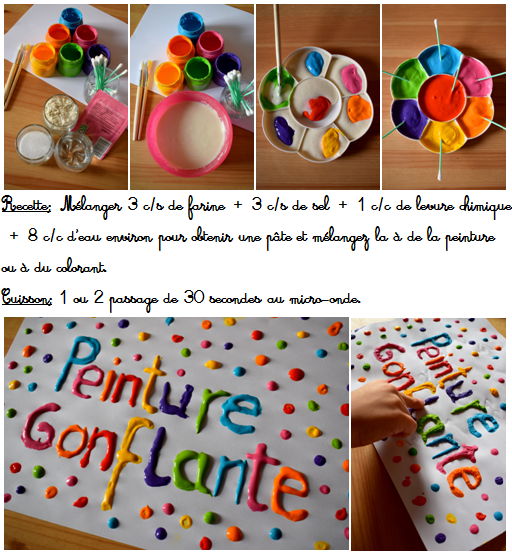 Recette: Mélanger 3 c/s de farine + 3 c/s de sel + 1 c/c de levure chimique
+ 8 c/c d'eau environ pour obtenir une pâte et mélangez la à de la peinture
ou à du colorant.
Cuisson: 1 ou 2 passage de 30 secondes au micro-onde.
Peinture
Gonflante
Peinture
Gonflante